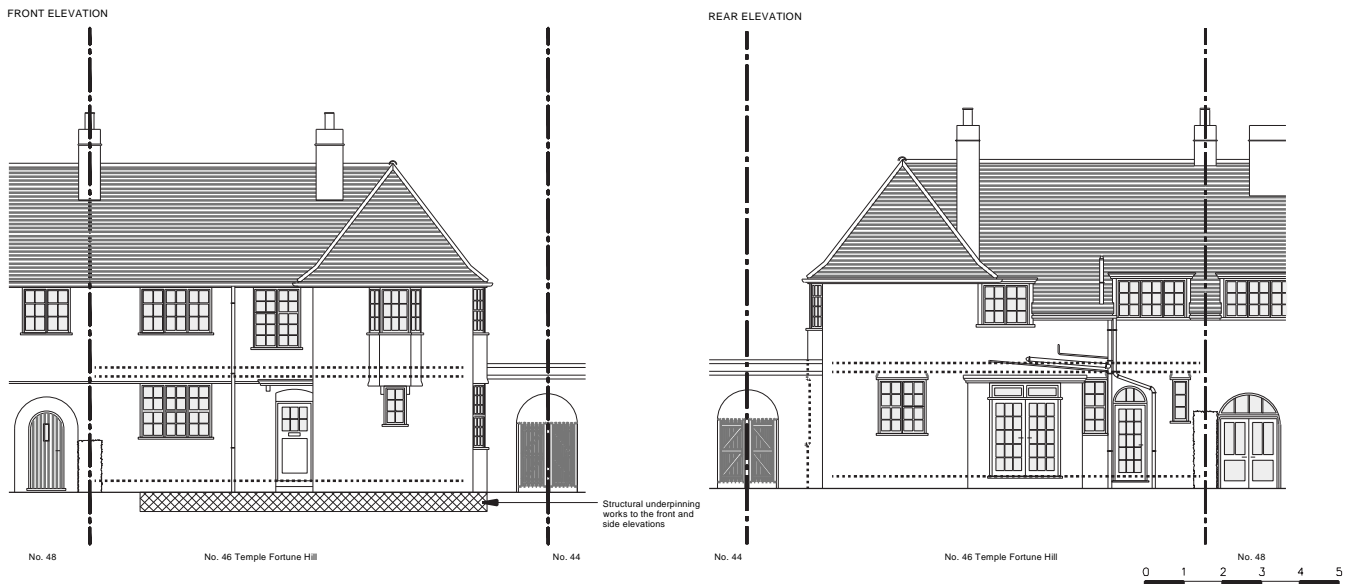 FRONT ELEVATION
REAR ELEVATION
Structural underpinning
works to the front and
side elevations
No. 48
No. 46 Temple Fortune Hill
No. 44
No. 44
No. 46 Temple Fortune Hill
No. 48
0 1 2 3 4 5